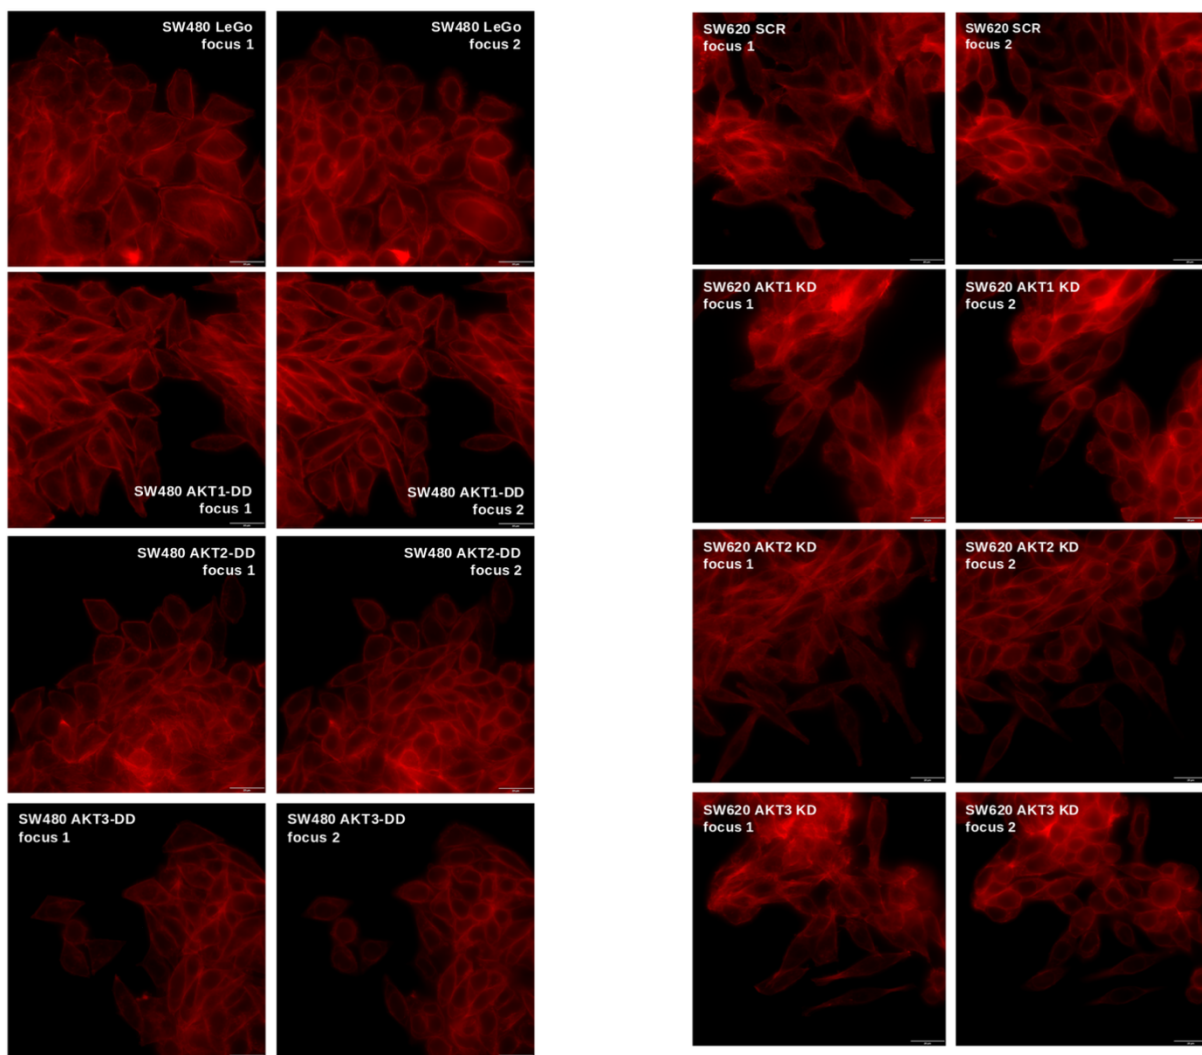 SW480 LeGo
focus 1
SW480 LeGo
focus 2
SW620 SCR
focus 1
SW620 SCR
focus 2
SW480 AKT1-DD
focus 1
SW480 AKT1-DD
focus 2
SW620 AKT1 KD
focus 1
SW620 AKT1 KD
focus 2
SW480 AKT2-DD
focus 1
SW480 AKT2-DD
focus 2
SW620 AKT2 KD
focus 1
SW620 AKT2 KD
focus 2
SW480 AKT3-DD
focus 1
SW480 AKT3-DD
focus 2
SW620 AKT3 KD
focus 1
SW620 AKT3 KD
focus 2